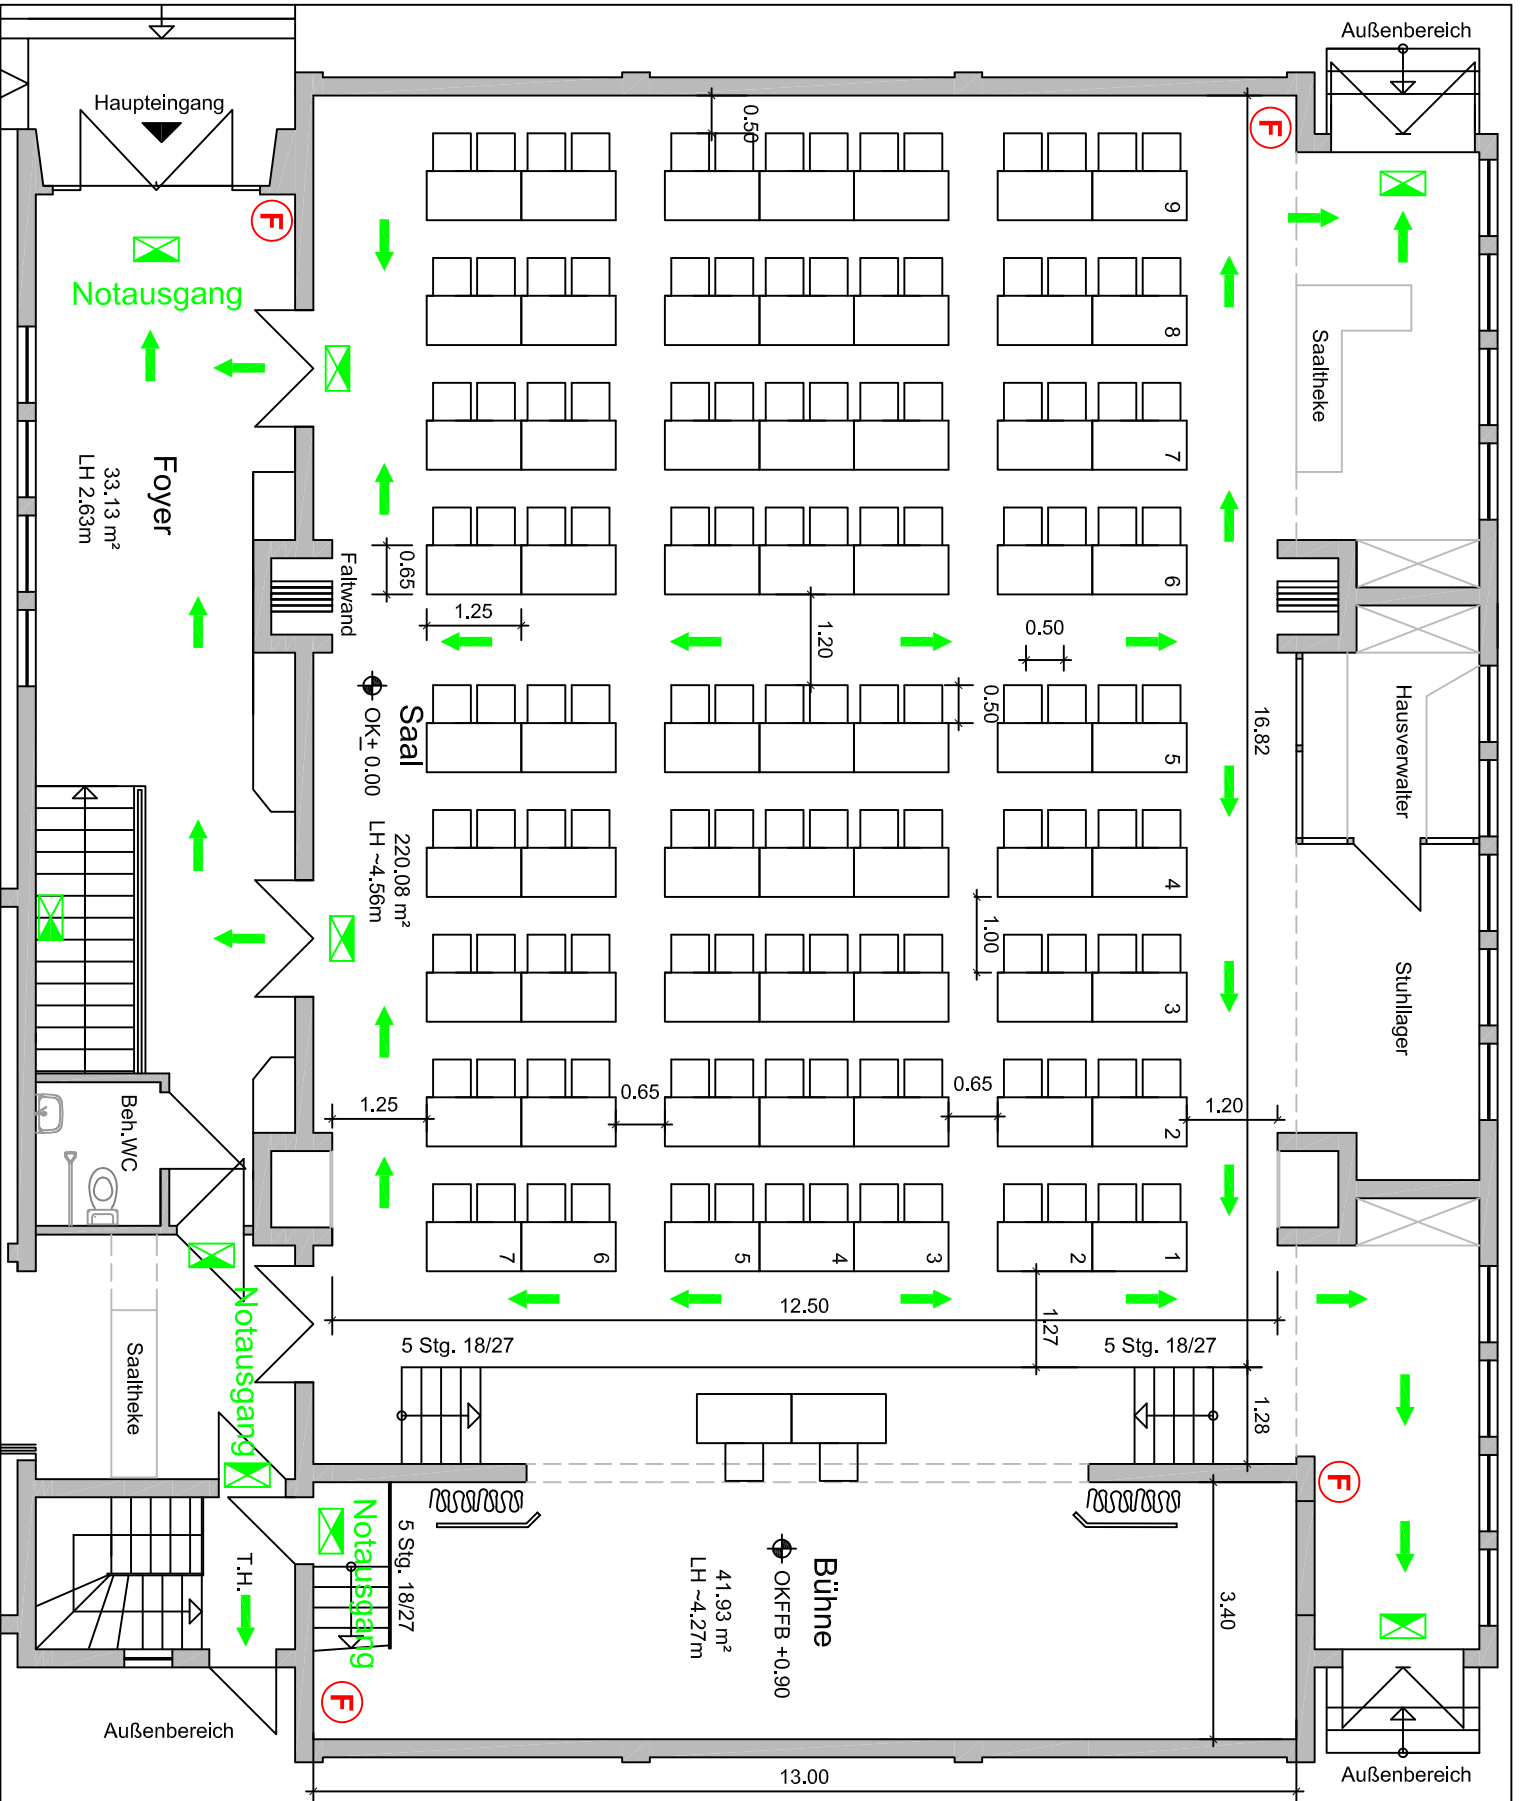 Außenbereich
Haupteingang
F
0.50
F
9
Notausgang
8
Saaltheke
7
Foyer
33.13 m²
LH 2.63m
6
Faltwand
0.65
1.25
1.20
0.50
0.50
Saal
OK+ 0.00
220.08 m²
LH ~4.56m
16.82
Hausverwalter
5
4
1.00
3
Stuhllager
Beh.WC
1.25
0.65
0.65
2
1.20
7
6
5
4
3
2
1
Notausgang
12.50
1.27
5 Stg. 18/27
5 Stg. 18/27
Saaltheke
1.28
F
Notausgang
5 Stg. 18/27
T.H.
Bühne
OKFFB +0.90
41.93 m²
LH ~4.27m
3.40
F
Außenbereich
13.00
Außenbereich